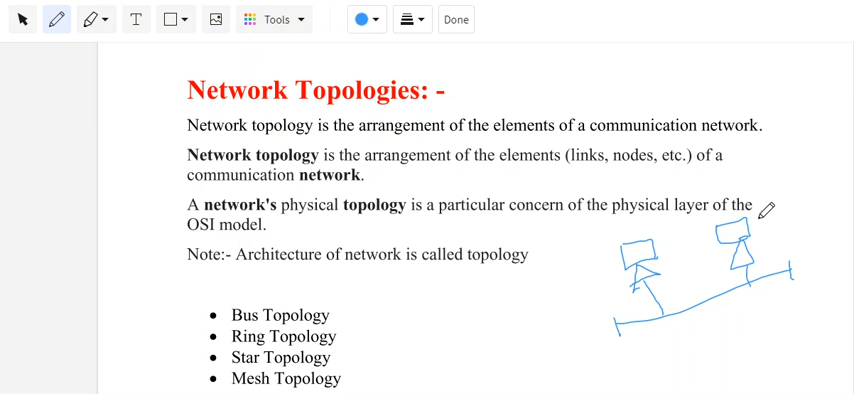 Tools
Done
Network Topologies: -
Network topology is the arrangement of the elements of a communication network.
Network topology is the arrangement of the elements (links, nodes, etc.) of a
communication network.
A network's physical topology is a particular concern of the physical layer of the
OSI model.
Note:- Architecture of network is called topology
• Bus Topology
• Ring Topology
• Star Topology
• Mesh Topology